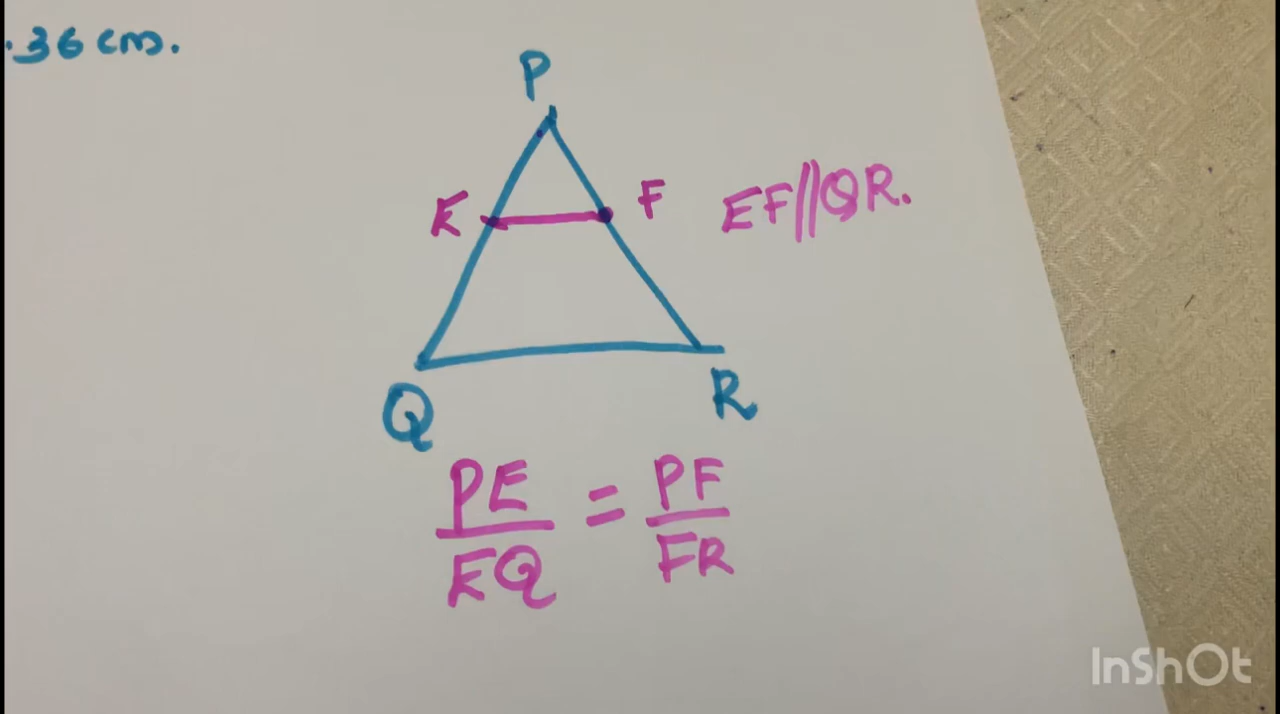 .36 cm.
P
E F EF||QR.
Q R
PE = PF
EQ FR
InShOt